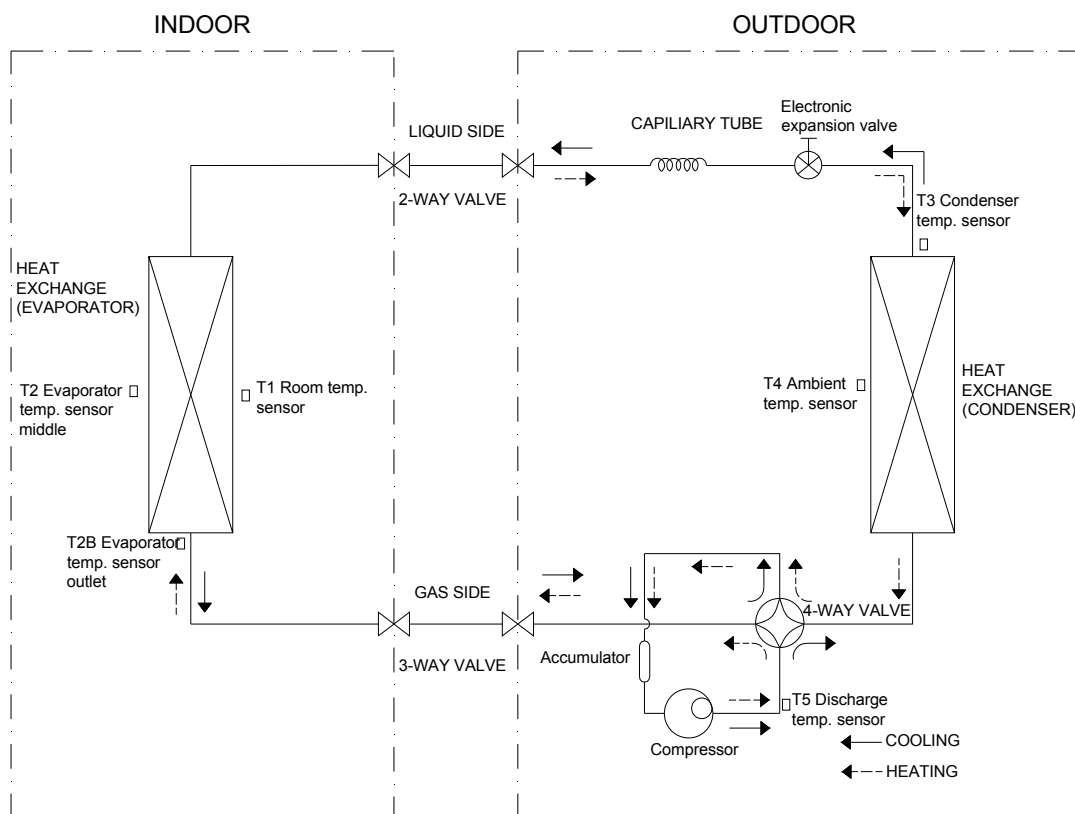 INDOOR
OUTDOOR
LIQUID SIDE
CAPILIARY TUBE
Electronic
expansion valve
2-WAY VALVE
T3 Condenser
temp. sensor
HEAT
EXCHANGE
(EVAPORATOR)
T2 Evaporator
temp. sensor
middle
T1 Room temp.
sensor
T4 Ambient
temp. sensor
HEAT
EXCHANGE
(CONDENSER)
T2B Evaporator
temp. sensor
outlet
GAS SIDE
4-WAY VALVE
3-WAY VALVE
Accumulator
Compressor
T5 Discharge
temp. sensor
COOLING
HEATING